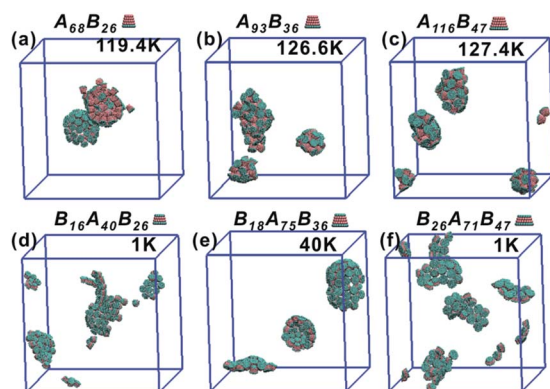 (a) A₆₈B₂₆
119.4K
(b) A₉₃B₃₆
126.6K
(c) A₁₁₆B₄₇
127.4K
(d) B₁₆A₄₀B₂₆
1K
(e) B₁₈A₇₅B₃₆
40K
(f) B₂₆A₇₁B₄₇
1K